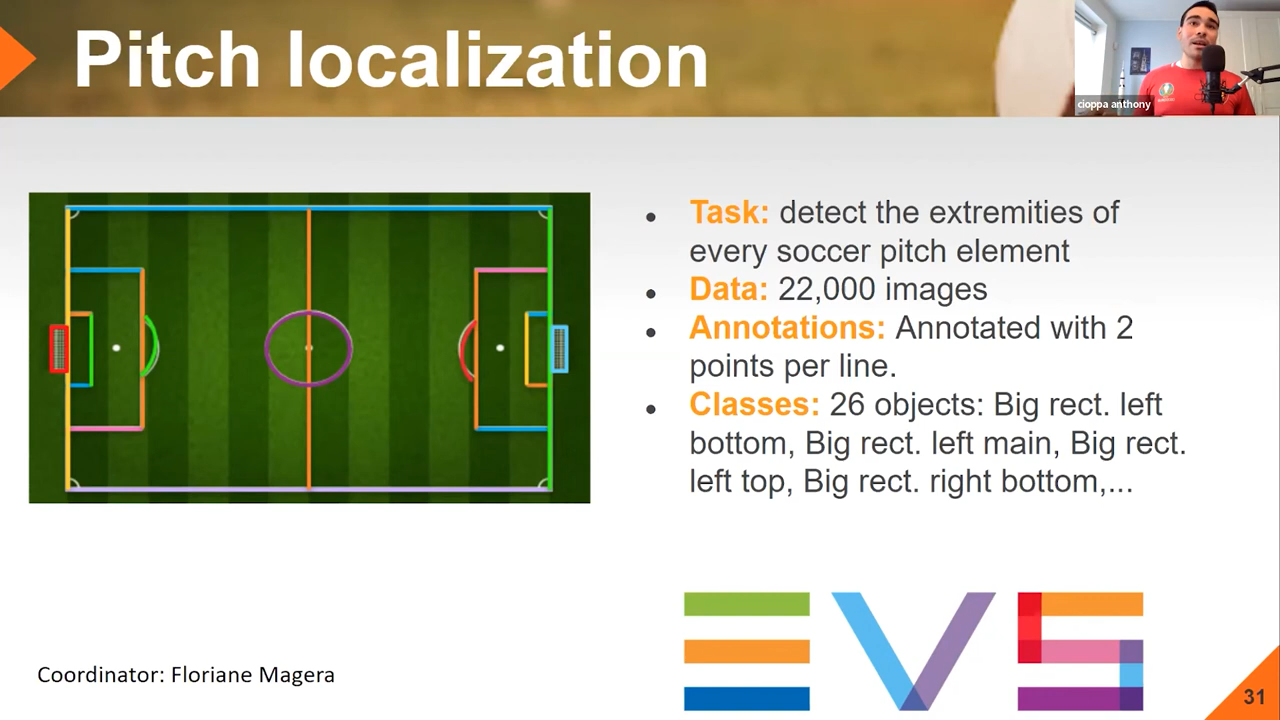 Pitch localization
cioppa anthony
Task: detect the extremities of
every soccer pitch element
Data: 22,000 images
Annotations: Annotated with 2
points per line.
Classes: 26 objects: Big rect. left
bottom, Big rect. left main, Big rect.
left top, Big rect. right bottom,...
EVS
Coordinator: Floriane Magera
31